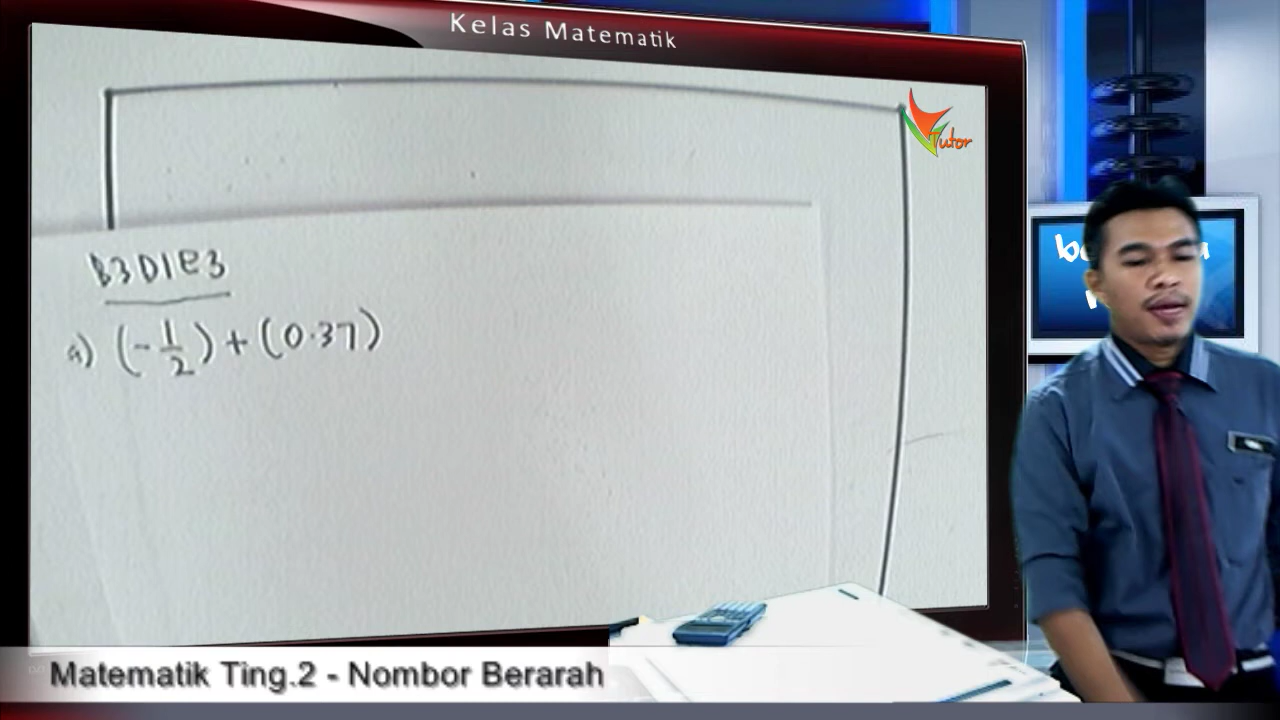 Kelas Matematik
Tutor
B3D1E3
a) (-1/2) + (0.37)
Matematik Ting.2 - Nombor Berarah